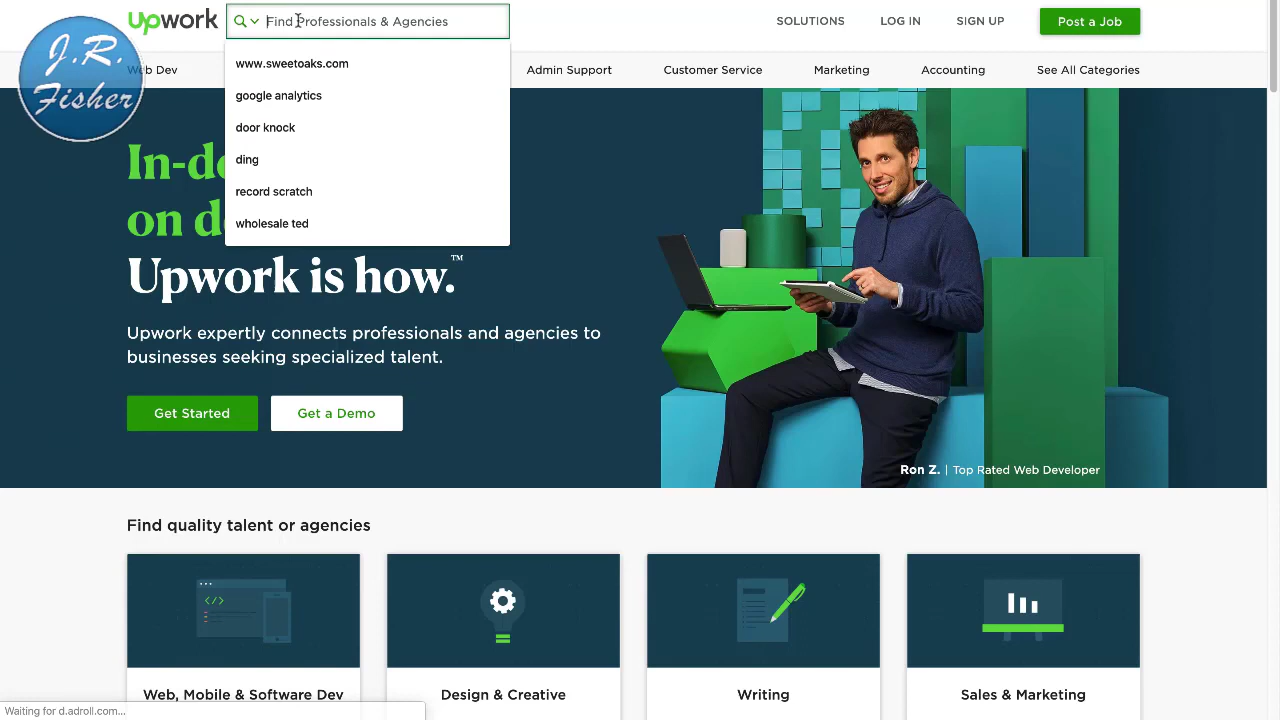 upwork
Find Professionals & Agencies
SOLUTIONS
LOG IN
SIGN UP
Post a Job
J.R.
Fisher
Web Dev
Admin Support
Customer Service
Marketing
Accounting
See All Categories
www.sweetoaks.com
google analytics
door knock
ding
record scratch
wholesale ted
In-de
on de
Upwork is how.™
Upwork expertly connects professionals and agencies to
businesses seeking specialized talent.
Get Started
Get a Demo
Ron Z. | Top Rated Web Developer
Find quality talent or agencies
Web, Mobile & Software Dev
Design & Creative
Writing
Sales & Marketing
Waiting for d.adroll.com...